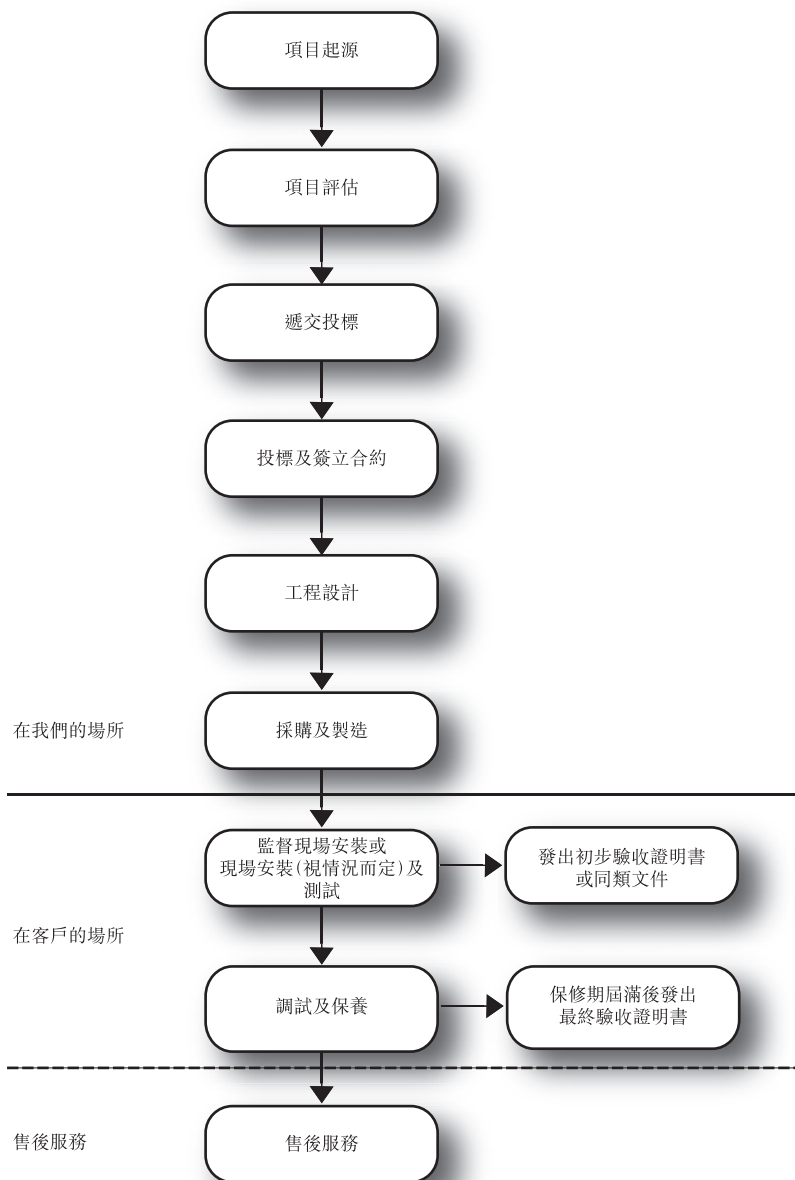 項目起源
項目評估
遞交投標
投標及簽立合約
工程設計
在我們的場所
採購及製造
監督現場安裝或
現場安裝(視情況而定)及
測試
發出初步驗收證明書
或同類文件
在客戶的場所
調試及保養
保修期屆滿後發出
最終驗收證明書
售後服務
售後服務